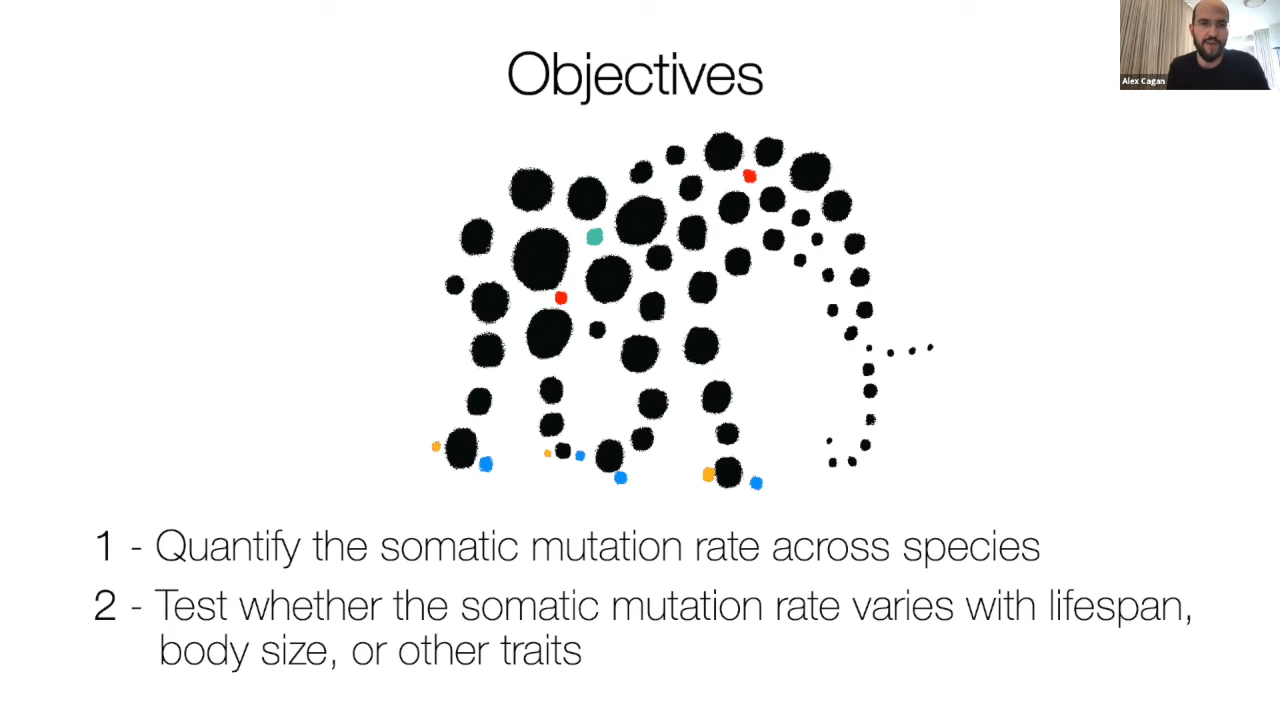 Objectives
Alex Cagan
1 - Quantify the somatic mutation rate across species
2 - Test whether the somatic mutation rate varies with lifespan,
body size, or other traits